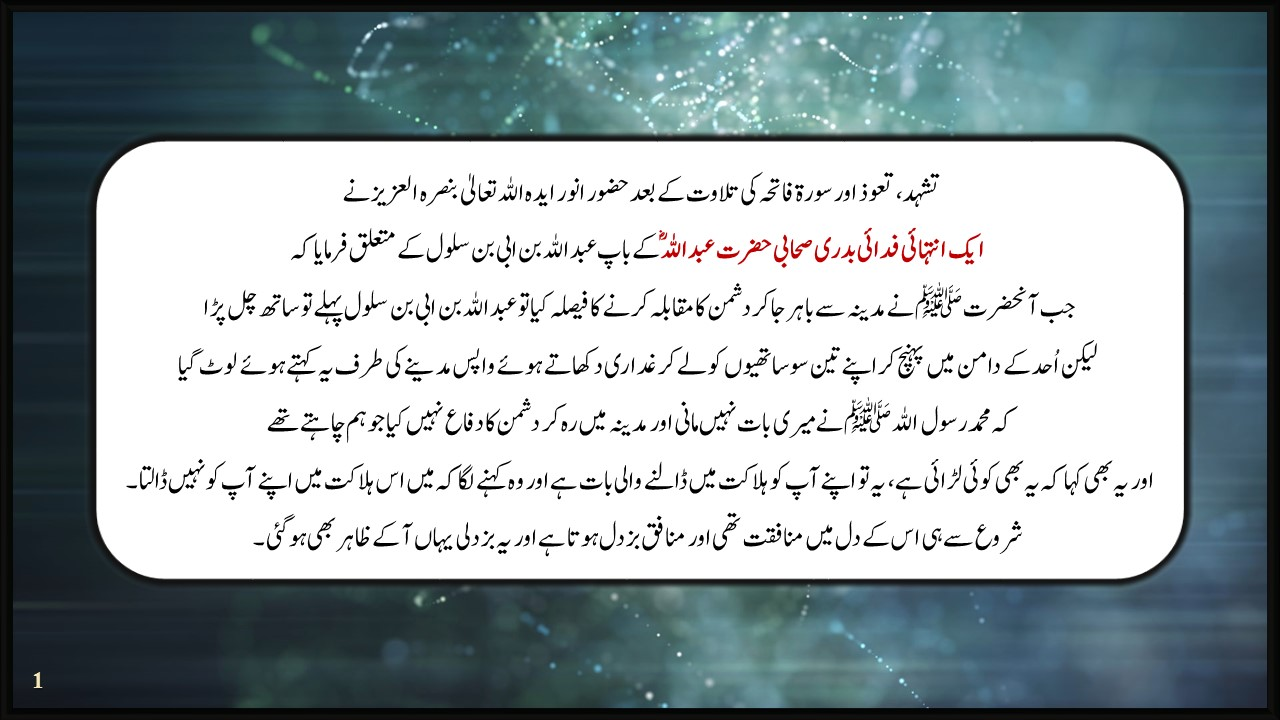 تشہد، تعوذ اور سورۃ فاتحہ کی تلاوت کے بعد حضور انور ایدہ اللہ تعالیٰ بنصرہ العزیز نے
ایک انتہائی فدائی بدری صحابی حضرت عبد اللہؓ کے باپ عبد اللہ بن ابی بن سلول کے متعلق فرمایا کہ
جب آنحضرت ﷺ نے مدینہ سے باہر جا کر دشمن کا مقابلہ کرنے کا فیصلہ کیا تو عبد اللہ بن ابی بن سلول پہلے تو ساتھ چل پڑا
لیکن اُحد کے دامن میں پہنچ کر اپنے تین سو ساتھیوں کو لے کر غداری دکھاتے ہوئے واپس مدینے کی طرف یہ کہتے ہوئے لوٹ گیا
کہ محمد رسول اللہ ﷺ نے میری بات نہیں مانی اور مدینہ میں رہ کر دشمن کا دفاع نہیں کیا جو ہم چاہتے تھے
اور یہ بھی کہا کہ یہ بھی کوئی لڑائی ہے، یہ تو اپنے آپ کو ہلاکت میں ڈالنے والی بات ہے اور وہ کہنے لگا کہ میں اس ہلاکت میں اپنے آپ کو نہیں ڈالتا۔
شروع سے ہی اس کے دل میں منافقت تھی اور منافق بزدل ہوتا ہے اور یہ بزدلی یہاں آ کے ظاہر بھی ہو گئی۔
1